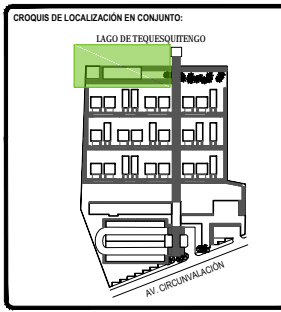 CROQUIS DE LOCALIZACIÓN EN CONJUNTO:
LAGO DE TEQUESQUITENGO
AV. CIRCUNVALACIÓN